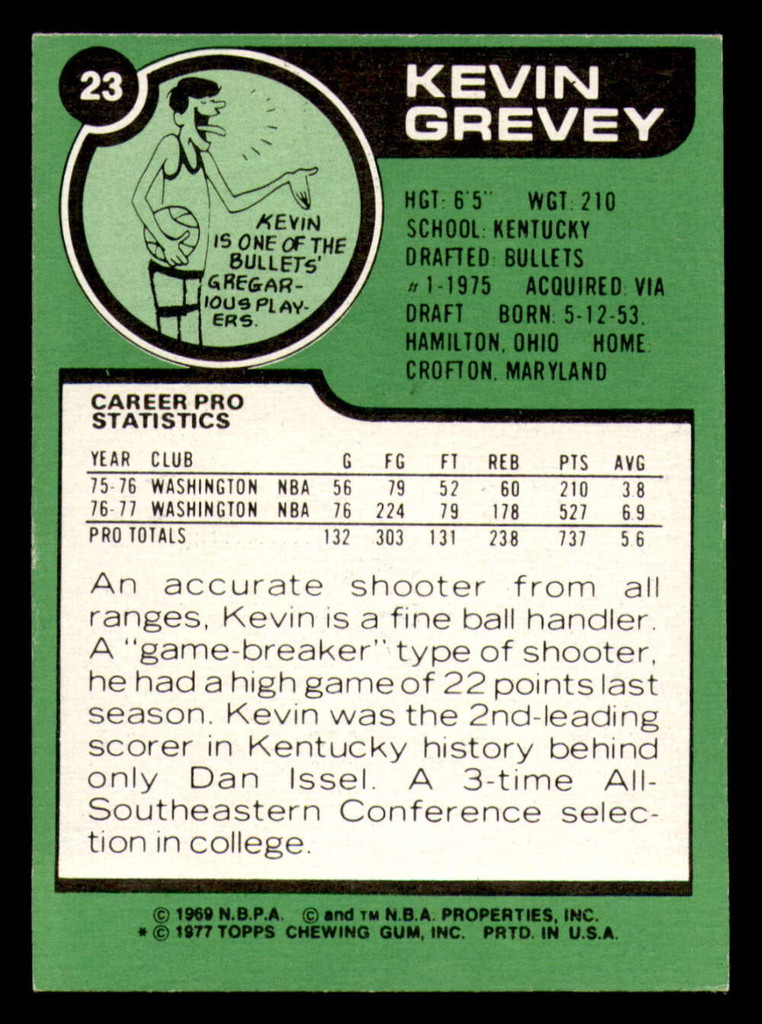 23
KEVIN
GREVEY
KEVIN
IS ONE OF THE
BULLETS'
GREGAR-
IOUS PLAY-
ERS.
HGT: 6'5" WGT: 210
SCHOOL: KENTUCKY
DRAFTED: BULLETS
#1-1975 ACQUIRED: VIA
DRAFT BORN: 5-12-53,
HAMILTON, OHIO HOME:
CROFTON, MARYLAND
CAREER PRO
STATISTICS
YEAR CLUB G FG FT REB PTS AVG
75-76 WASHINGTON NBA 56 79 52 60 210 3.8
76-77 WASHINGTON NBA 76 224 79 178 527 6.9
PRO TOTALS 132 303 131 238 737 5.6
An accurate shooter from all
ranges, Kevin is a fine ball handler.
A "game-breaker" type of shooter,
he had a high game of 22 points last
season. Kevin was the 2nd-leading
scorer in Kentucky history behind
only Dan Issel. A 3-time All-
Southeastern Conference selec-
tion in college.
© 1969 N.B.P.A. © and TM N.B.A. PROPERTIES, INC.
* © 1977 TOPPS CHEWING GUM, INC. PRTD. IN U.S.A.